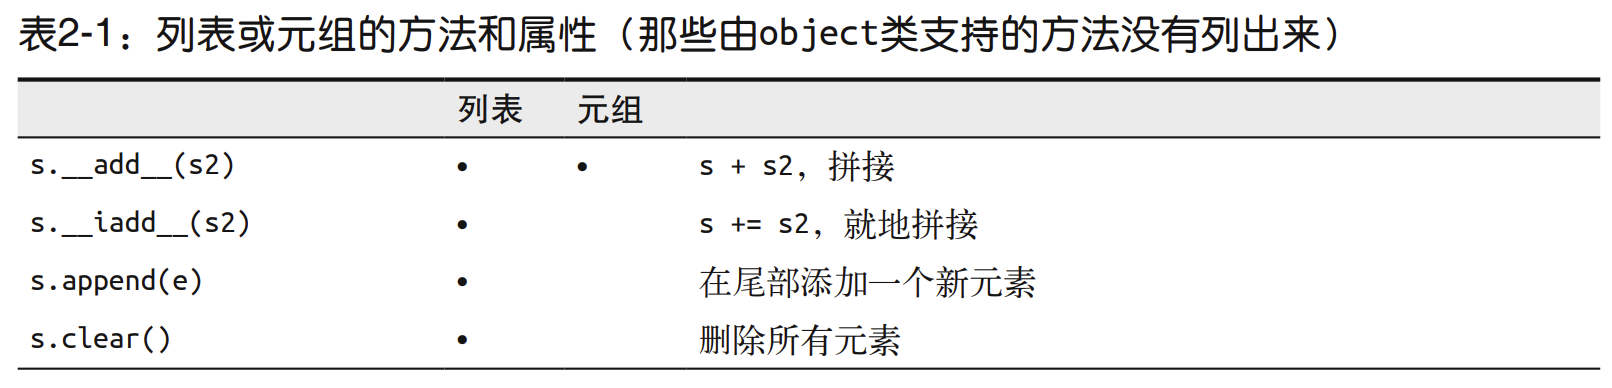 表2-1：列表或元组的方法和属性（那些由object类支持的方法没有列出来）
列表 元组
s.__add__(s2) • • s + s2，拼接
s.__iadd__(s2) • s += s2，就地拼接
s.append(e) • 在尾部添加一个新元素
s.clear() • 删除所有元素